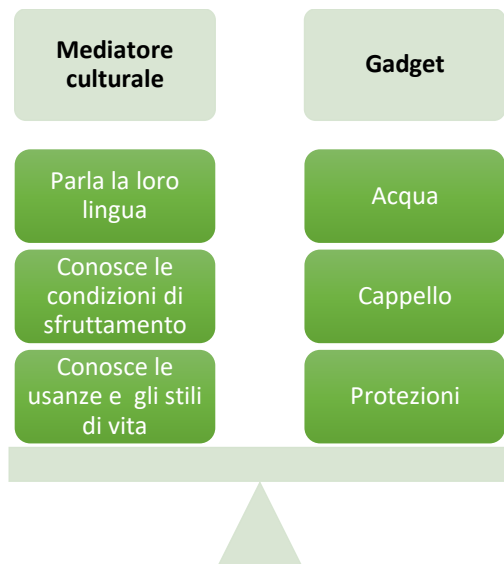 Mediatore
culturale
Gadget
Parla la loro
lingua
Acqua
Conosce le
condizioni di
sfruttamento
Cappello
Conosce le
usanze e  gli stili
di vita
Protezioni